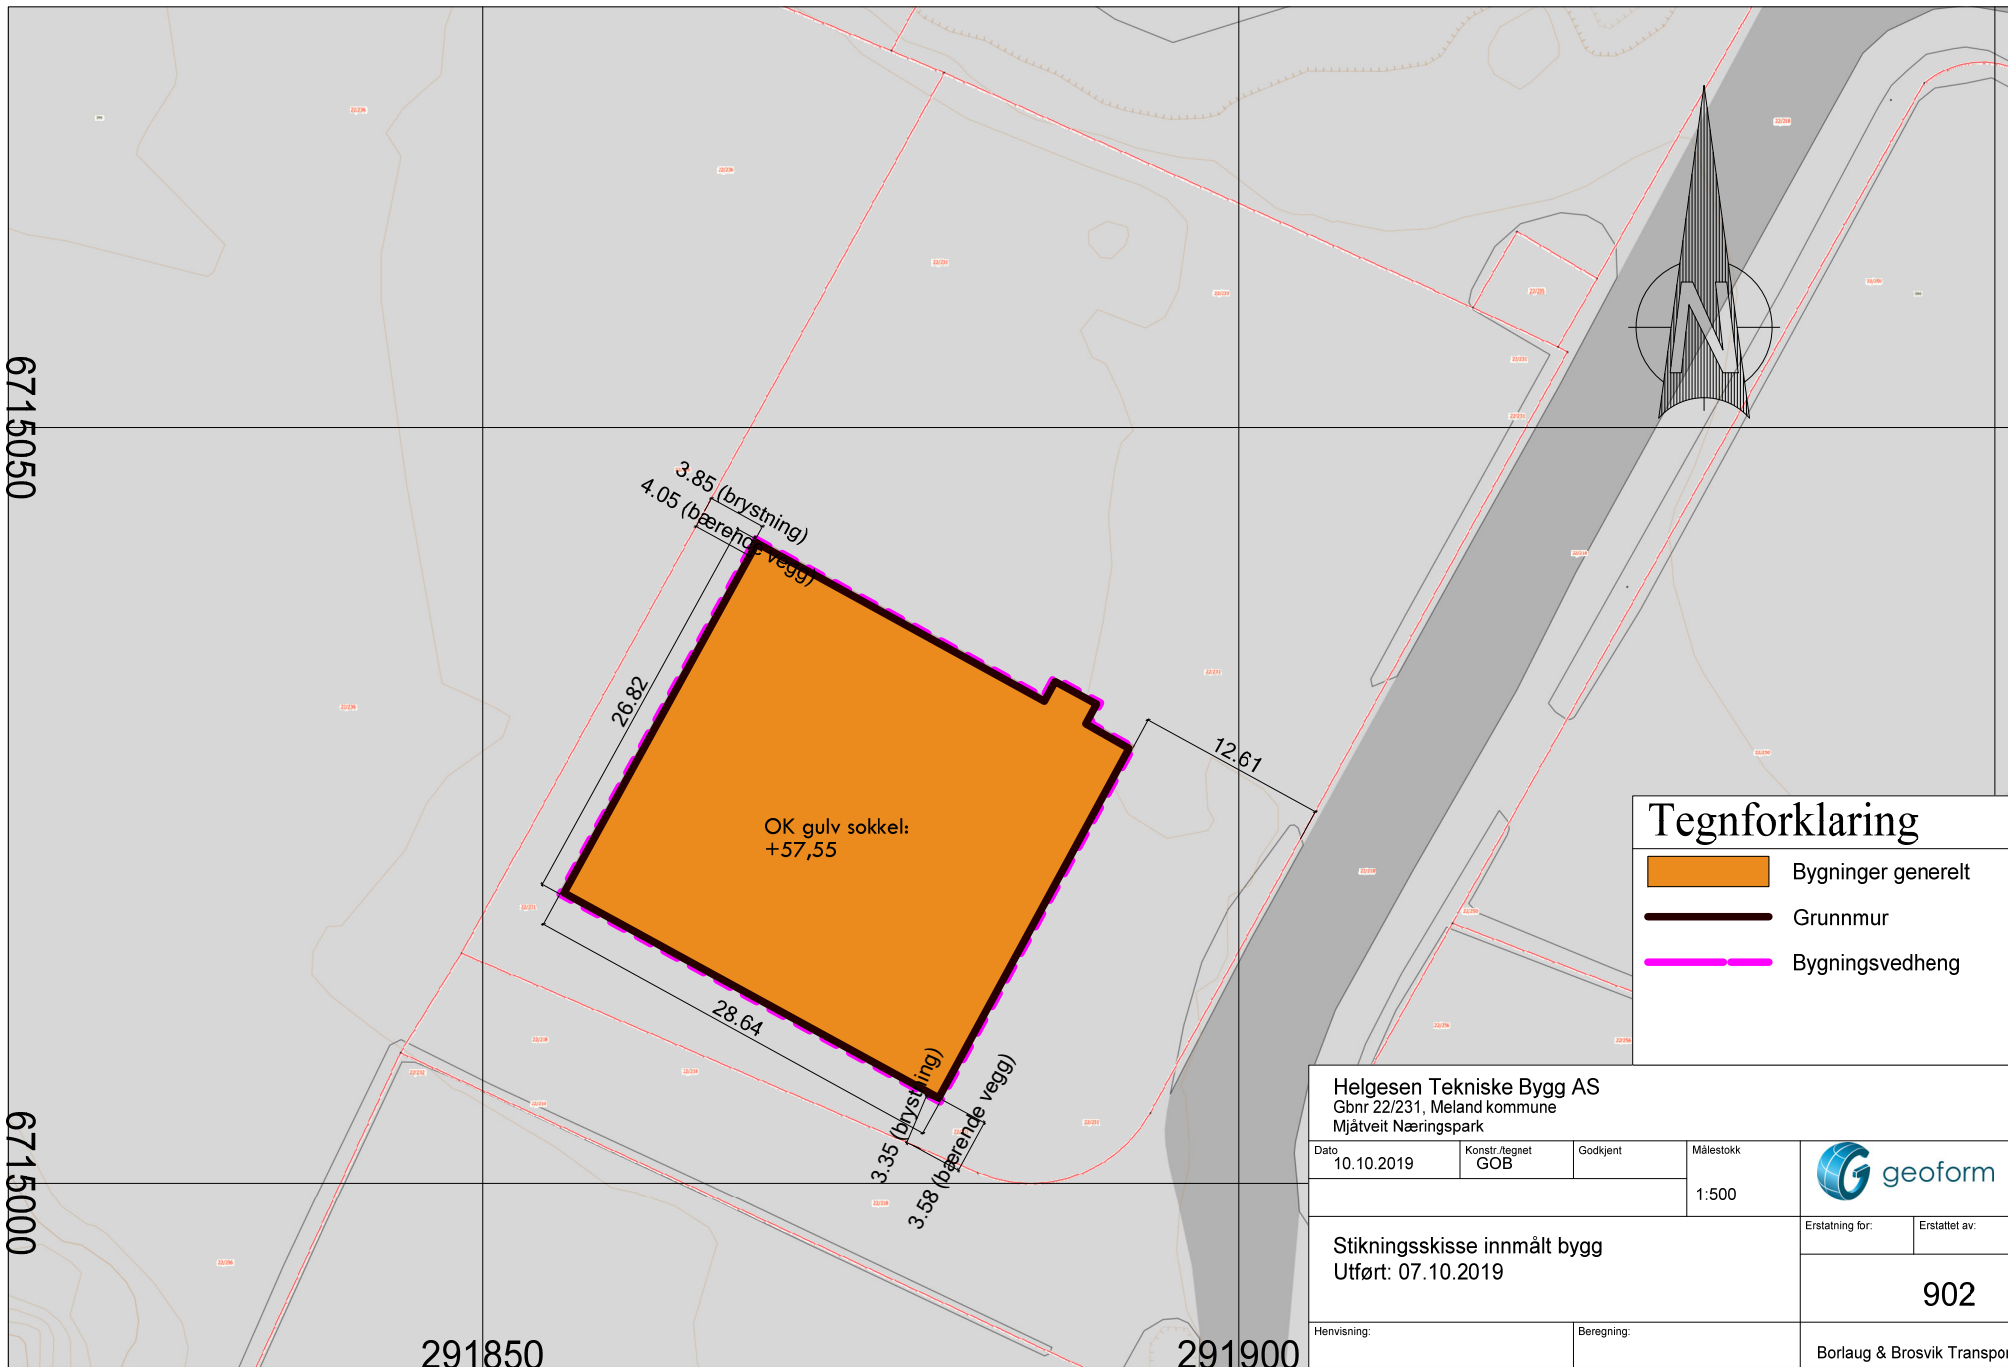 6715050
3.85 (brystning)
4.05 (bærende vegg)
26.82
12.61
OK gulv sokkel:
+57,55
28.64
3.35 (brystning)
3.58 (bærende vegg)
6715000
291850
291900
N
Tegnforklaring
Bygninger generelt
Grunnmur
Bygningsvedheng
Helgesen Tekniske Bygg AS
Gbnr 22/231, Meland kommune
Mjåtveit Næringspark
Dato
10.10.2019
Konstr./tegnet
GOB
Godkjent
Målestokk
1:500
geoform
Stikningsskisse innmålt bygg
Utført: 07.10.2019
Erstatning for:
Erstattet av:
902
Henvisning:
Beregning:
Borlaug & Brosvik Transpor